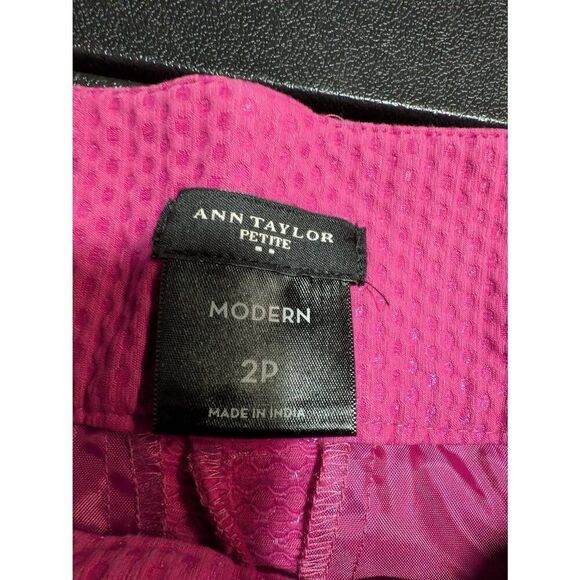 ANN TAYLOR
PETITE
MODERN
2P
MADE IN INDIA